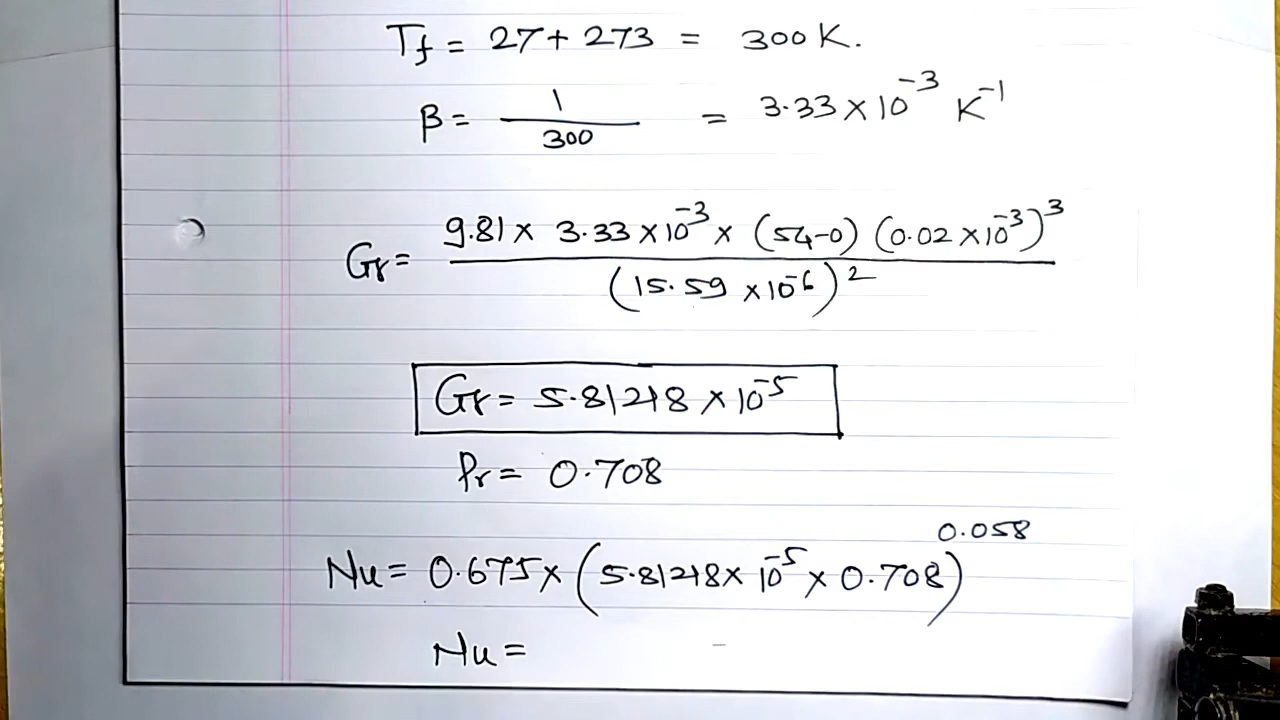 Tf = 27 + 273 = 300 K.
β = 1/300 = 3.33 × 10⁻³ K⁻¹
Gr = 9.81 × 3.33 × 10⁻³ × (54-0) (0.02 × 10⁻³)³ / (15.59 × 10⁻⁶)²
Gr = 5.81218 × 10⁻⁵
Pr = 0.708
Nu = 0.675 × (5.81218 × 10⁻⁵ × 0.708)^0.058
Nu =